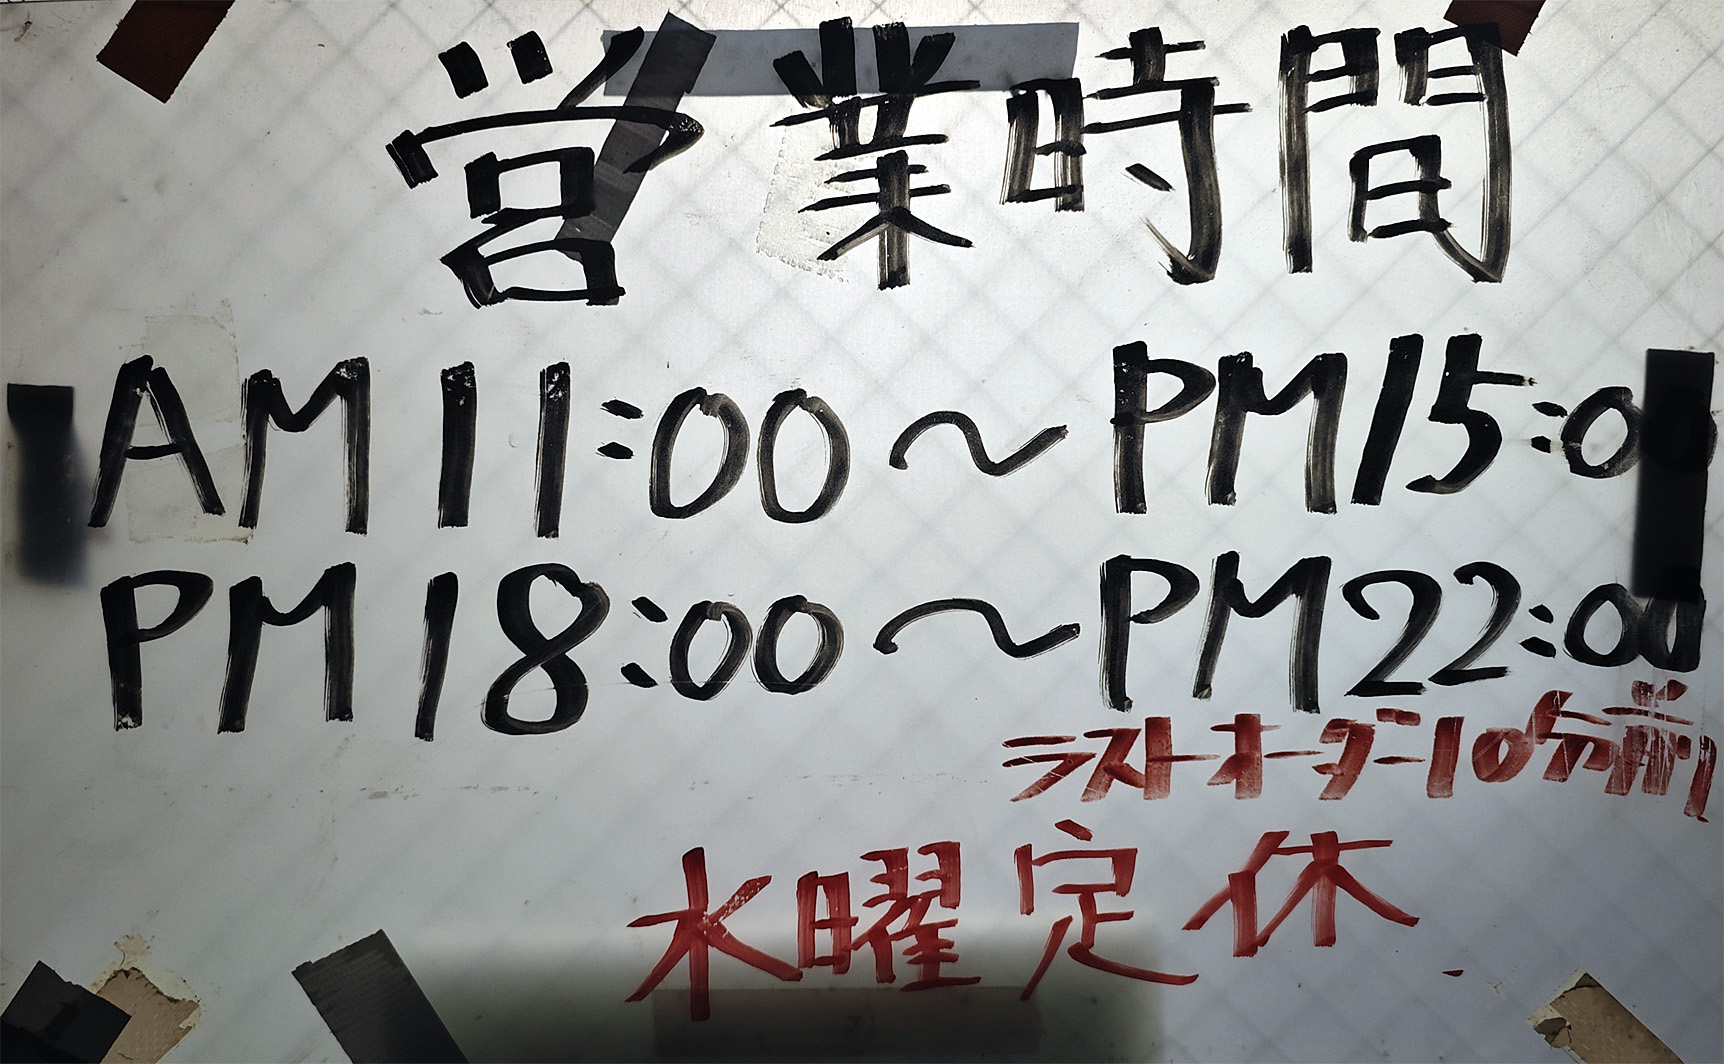 営業時間
AM11:00～PM15:00
PM18:00～PM22:00
ラストオーダー10分前
水曜定休